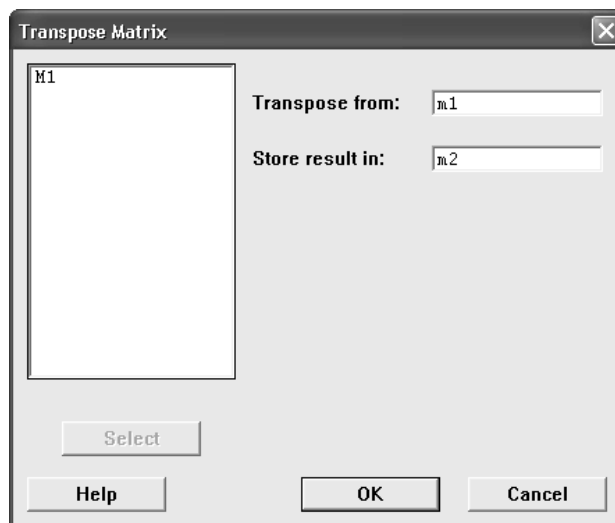 Transpose Matrix
M1
Transpose from: m1
Store result in: m2
Select
Help OK Cancel